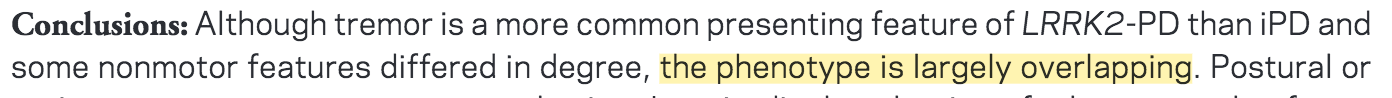 Conclusions: Although tremor is a more common presenting feature of LRRK2-PD than iPD and
some nonmotor features differed in degree, the phenotype is largely overlapping. Postural or